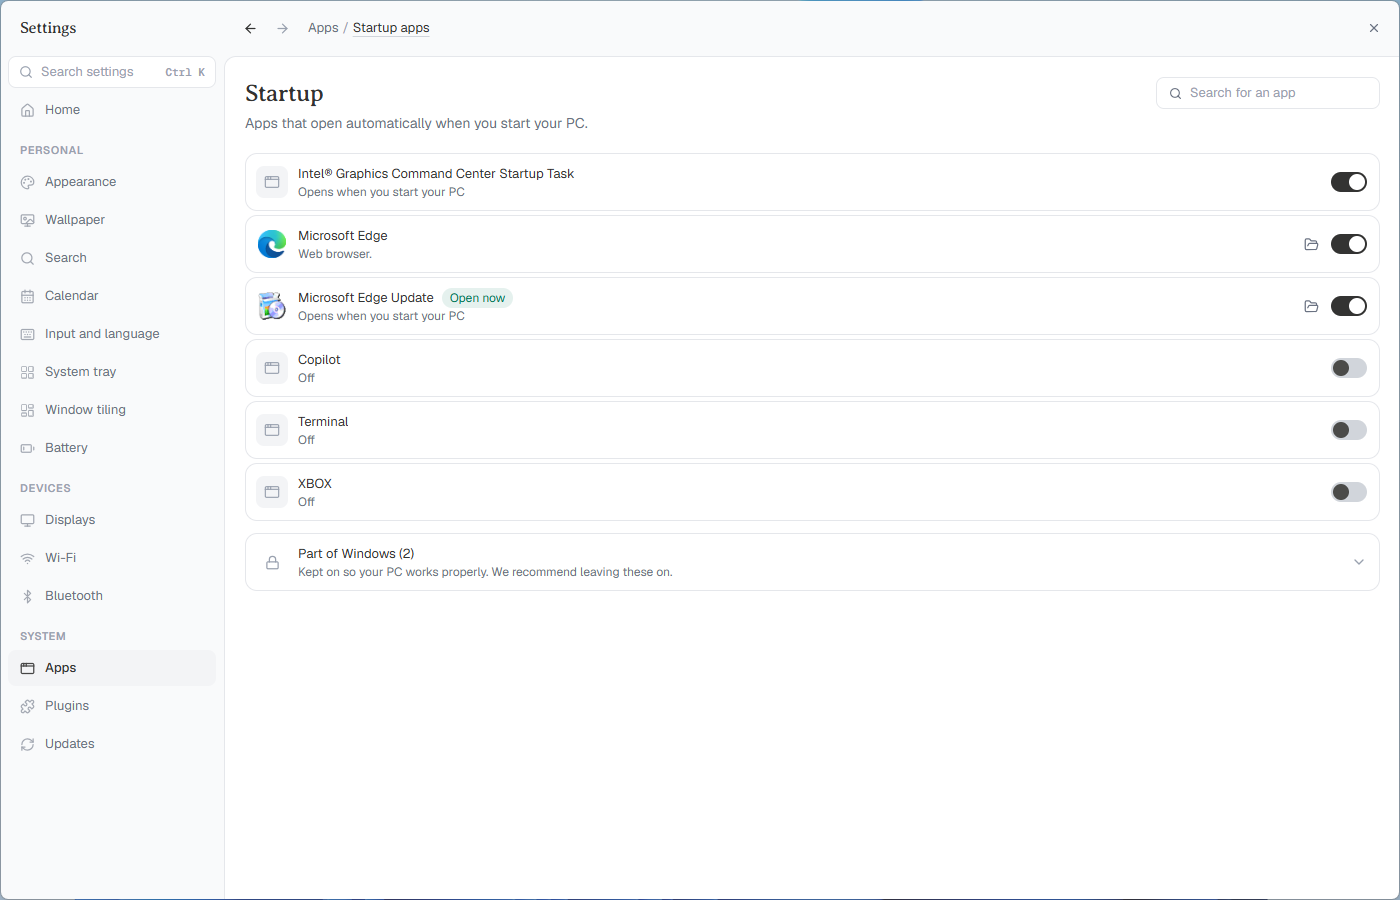 Settings
Apps / Startup apps
Search settings Ctrl K
Home
PERSONAL
Appearance
Wallpaper
Search
Calendar
Input and language
System tray
Window tiling
Battery
DEVICES
Displays
Wi-Fi
Bluetooth
SYSTEM
Apps
Plugins
Updates
Startup
Search for an app
Apps that open automatically when you start your PC.
Intel® Graphics Command Center Startup Task
Opens when you start your PC
Microsoft Edge
Web browser.
Microsoft Edge Update Open now
Opens when you start your PC
Copilot
Off
Terminal
Off
XBOX
Off
Part of Windows (2)
Kept on so your PC works properly. We recommend leaving these on.